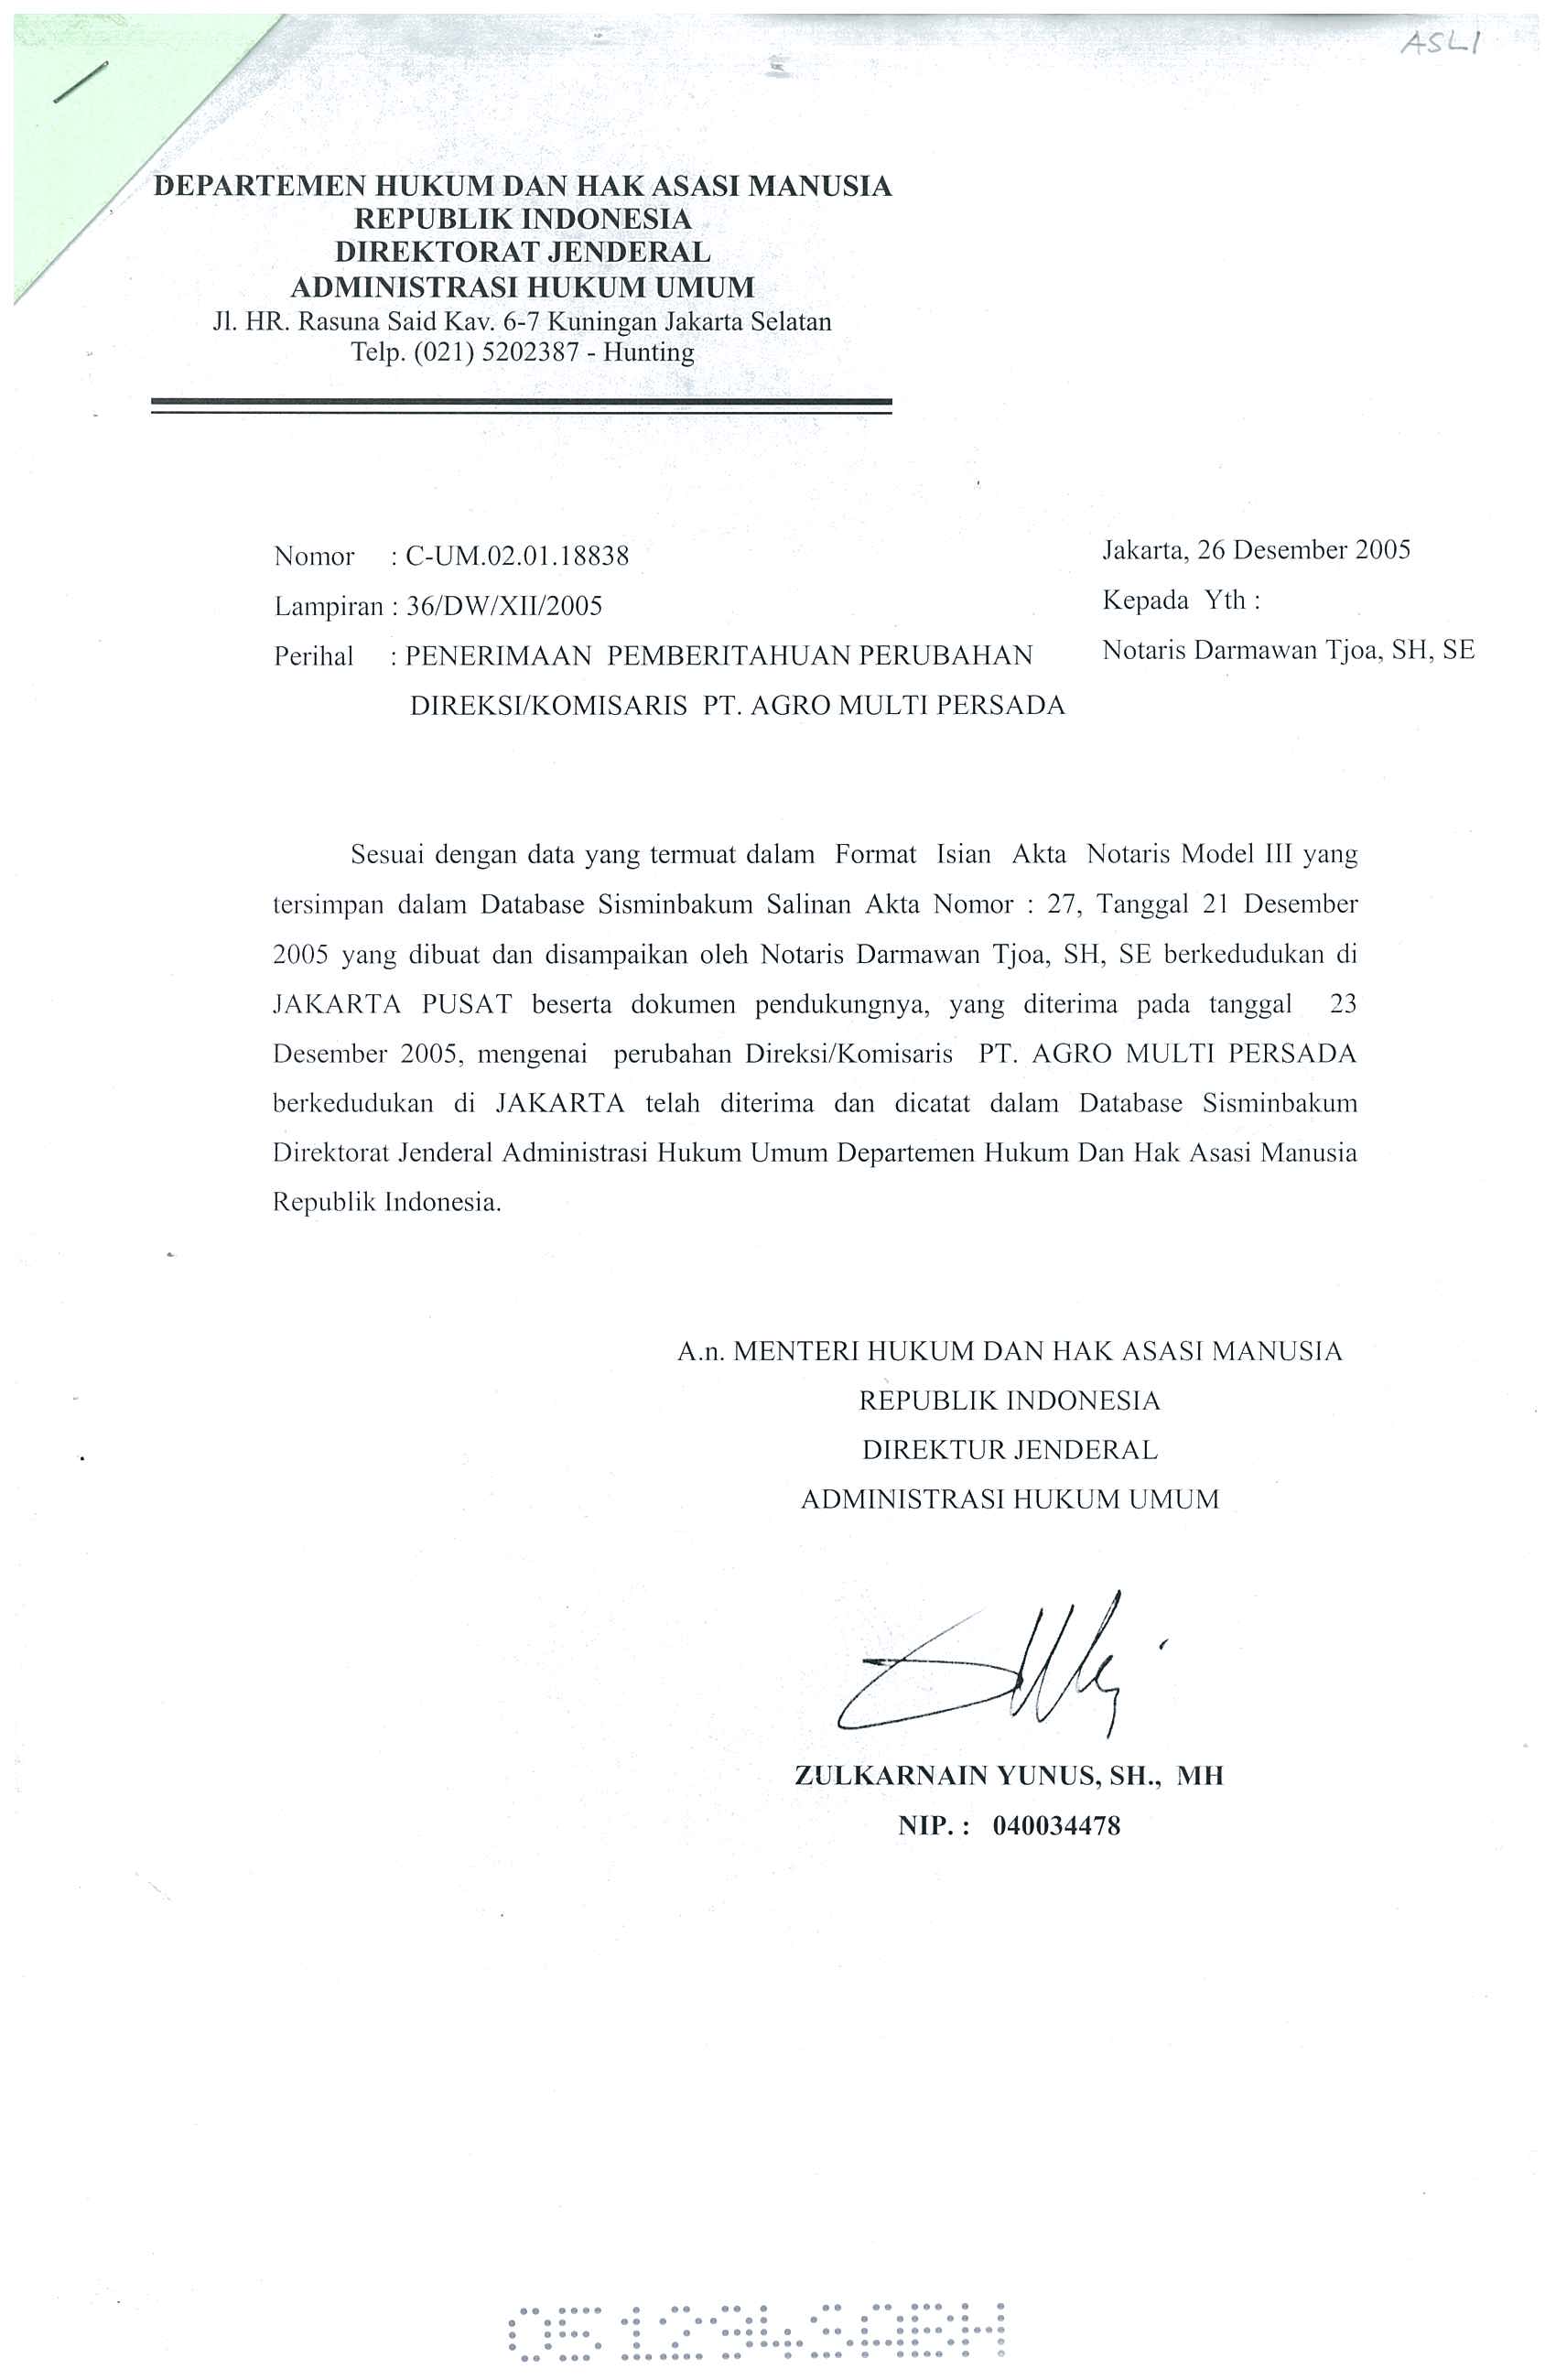 ASLI
DEPARTEMEN HUKUM DAN HAK ASASI MANUSIA
REPUBLIK INDONESIA
DIREKTORAT JENDERAL
ADMINISTRASI HUKUM UMUM
Jl. HR. Rasuna Said Kav. 6-7 Kuningan Jakarta Selatan
Telp. (021) 5202387 - Hunting
Nomor : C-UM.02.01.18838
Lampiran : 36/DW/XII/2005
Perihal : PENERIMAAN PEMBERITAHUAN PERUBAHAN
DIREKSI/KOMISARIS PT. AGRO MULTI PERSADA
Jakarta, 26 Desember 2005
Kepada Yth :
Notaris Darmawan Tjoa, SH, SE
Sesuai dengan data yang termuat dalam Format Isian Akta Notaris Model III yang
tersimpan dalam Database Sisminbakum Salinan Akta Nomor : 27, Tanggal 21 Desember
2005 yang dibuat dan disampaikan oleh Notaris Darmawan Tjoa, SH, SE berkedudukan di
JAKARTA PUSAT beserta dokumen pendukungnya, yang diterima pada tanggal 23
Desember 2005, mengenai perubahan Direksi/Komisaris PT. AGRO MULTI PERSADA
berkedudukan di JAKARTA telah diterima dan dicatat dalam Database Sisminbakum
Direktorat Jenderal Administrasi Hukum Umum Departemen Hukum Dan Hak Asasi Manusia
Republik Indonesia.
A.n. MENTERI HUKUM DAN HAK ASASI MANUSIA
REPUBLIK INDONESIA
DIREKTUR JENDERAL
ADMINISTRASI HUKUM UMUM
ZULKARNAIN YUNUS, SH., MH
NIP. : 040034478